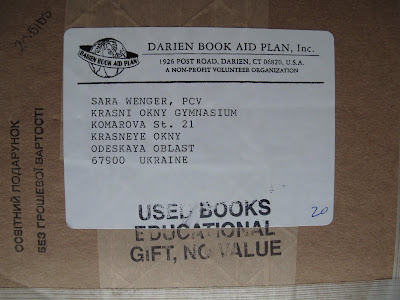 DARIEN BOOK AID PLAN
DARIEN BOOK AID PLAN, Inc.
1926 POST ROAD, DARIEN, CT 06820, U.S.A.
A NON-PROFIT VOLUNTEER ORGANIZATION
SARA WENGER, PCV
KRASNI OKNY GYMNASIUM
KOMAROVA St. 21
KRASNEYE OKNY
ODESKAYA OBLAST
67900 UKRAINE
USED BOOKS
EDUCATIONAL
GIFT, NO VALUE
20
ОСВІТНИЙ ПОДАРУНОК
БЕЗ ГРОШЕВОЇ ВАРТОСТІ